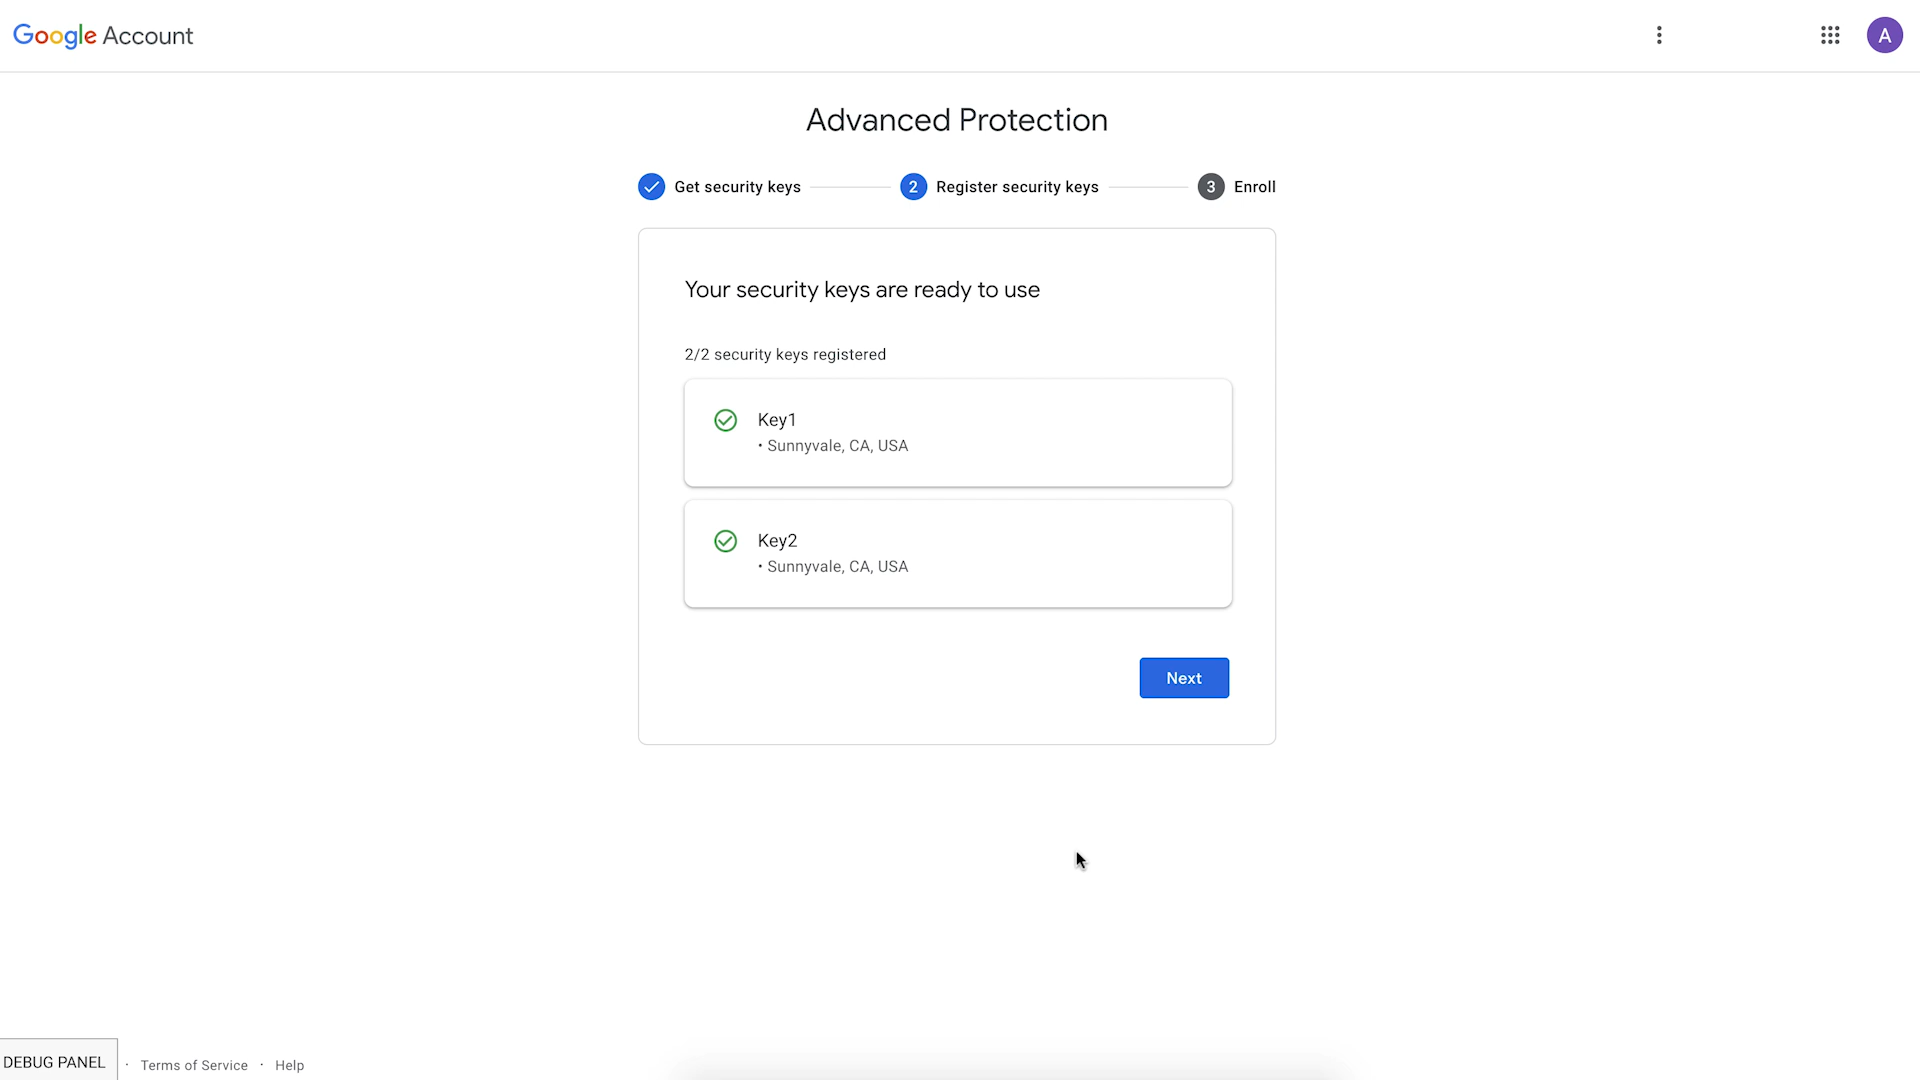 Google Account
A
Advanced Protection
Get security keys
2 Register security keys
3 Enroll
Your security keys are ready to use
2/2 security keys registered
Key1
• Sunnyvale, CA, USA
Key2
• Sunnyvale, CA, USA
Next
DEBUG PANEL · Terms of Service · Help